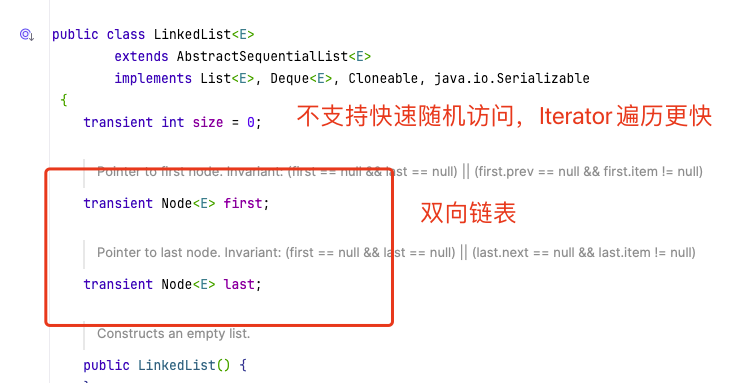 public class LinkedList<E>
extends AbstractSequentialList<E>
implements List<E>, Deque<E>, Cloneable, java.io.Serializable
{
transient int size = 0;
不支持快速随机访问，Iterator遍历更快
Pointer to first node. Invariant: (first == null && last == null) || (first.prev == null && first.item != null)
transient Node<E> first;
双向链表
Pointer to last node. Invariant: (first == null && last == null) || (last.next == null && last.item != null)
transient Node<E> last;
Constructs an empty list.
public LinkedList() {